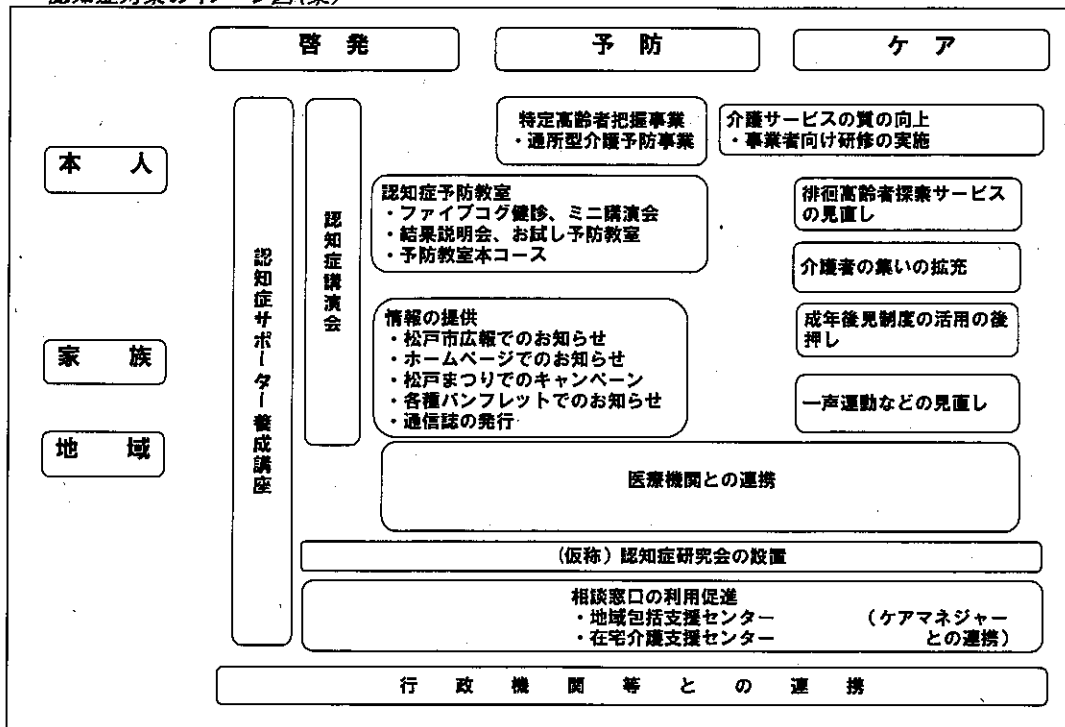 認知症対策のイメージ図(案)
啓発
予防
ケア
本人
家族
地域
認知症サポーター養成講座
認知症講演会
特定高齢者把握事業
・通所型介護予防事業
介護サービスの質の向上
・事業者向け研修の実施
認知症予防教室
・ファイブコグ健診、ミニ講演会
・結果説明会、お試し予防教室
・予防教室本コース
徘徊高齢者探索サービス
の見直し
介護者の集いの拡充
情報の提供
・松戸市広報でのお知らせ
・ホームページでのお知らせ
・松戸まつりでのキャンペーン
・各種パンフレットでのお知らせ
・通信誌の発行
成年後見制度の活用の後
押し
一声運動などの見直し
医療機関との連携
(仮称)認知症研究会の設置
相談窓口の利用促進
・地域包括支援センター (ケアマネジャー
・在宅介護支援センター との連携)
行政機関等との連携